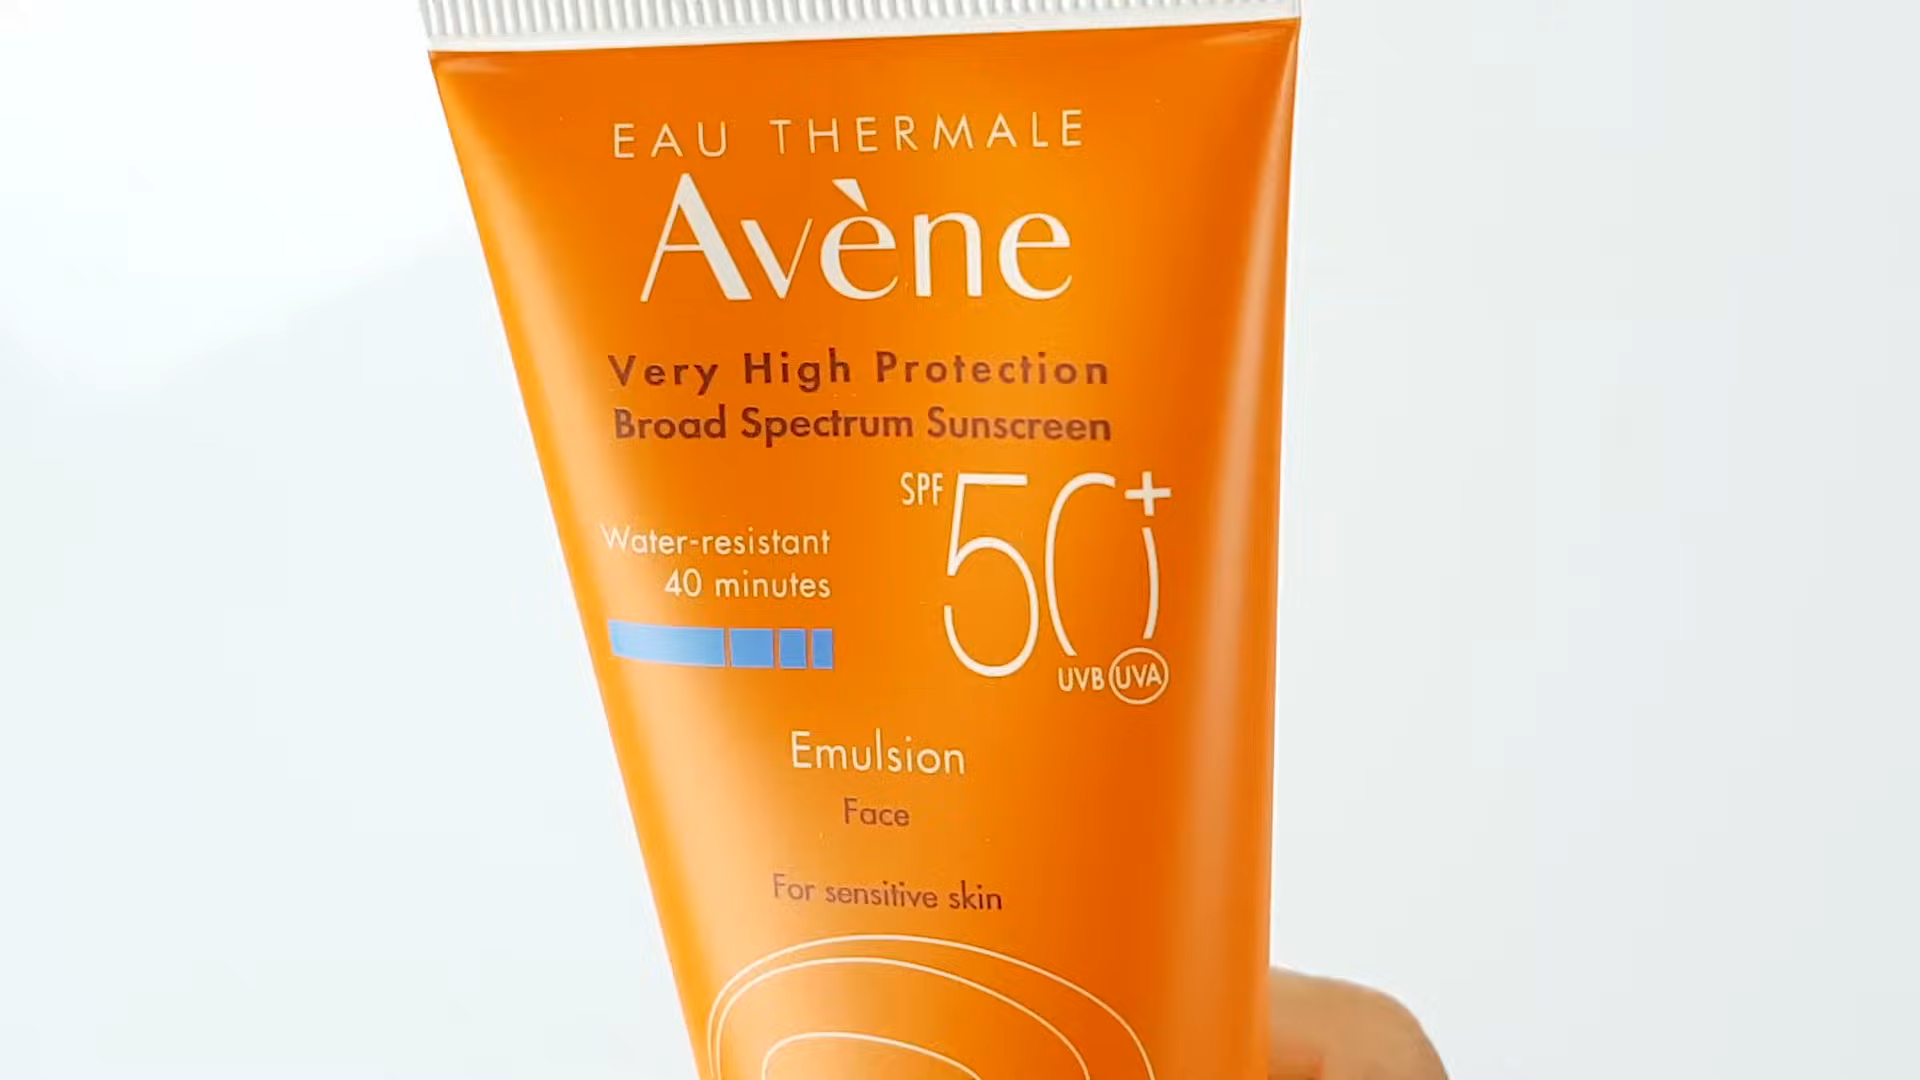 EAU THERMALE
Avène
Very High Protection
Broad Spectrum Sunscreen
SPF 50+
Water-resistant
40 minutes
UVB UVA
Emulsion
Face
For sensitive skin